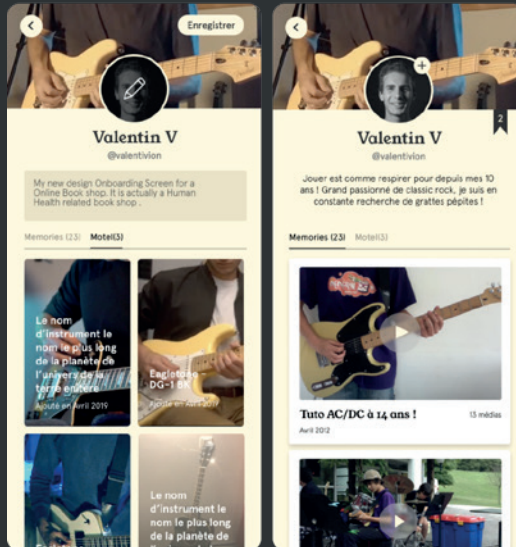 Enregistrer
Valentin V
@valentivion
My new design Onboarding Screen for a
Online Book shop. It is actually a Human
Health related book shop .
Memories (23) Motel(3)
Le nom
d'instrument le
nom le plus long
de la planète de
l'univers de la
terre entière
Ajouté en Avril 2019
Eagletone
DG-1 BK
Ajouté en Avril 2019
Le nom
d'instrument le
nom le plus long
de la planète de
2
Valentin V
@valentivion
Jouer est comme respirer pour depuis mes 10
ans ! Grand passionné de classic rock, je suis en
constante recherche de grattes pépites !
Memories (23) Motel(3)
Tuto AC/DC à 14 ans !
13 médias
Avril 2012